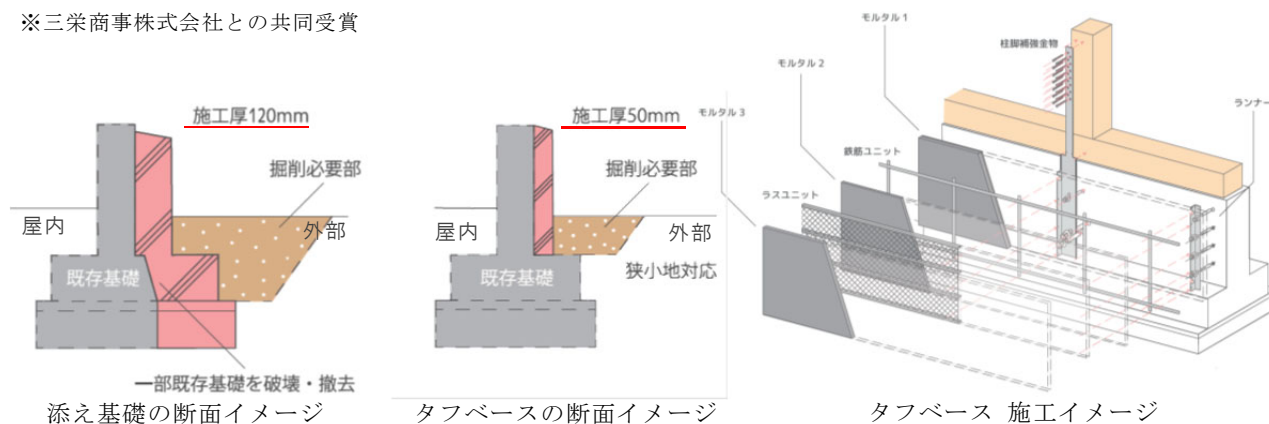 ※三栄商事株式会社との共同受賞
施工厚120mm
掘削必要部
屋内
外部
既存基礎
一部既存基礎を破壊・撤去
添え基礎の断面イメージ
施工厚50mm
掘削必要部
屋内
外部
狭小地対応
既存基礎
タフベースの断面イメージ
モルタル 1
柱脚補強金物
モルタル 2
ランナー
モルタル 3
鉄筋ユニット
ラスユニット
タフベース 施工イメージ